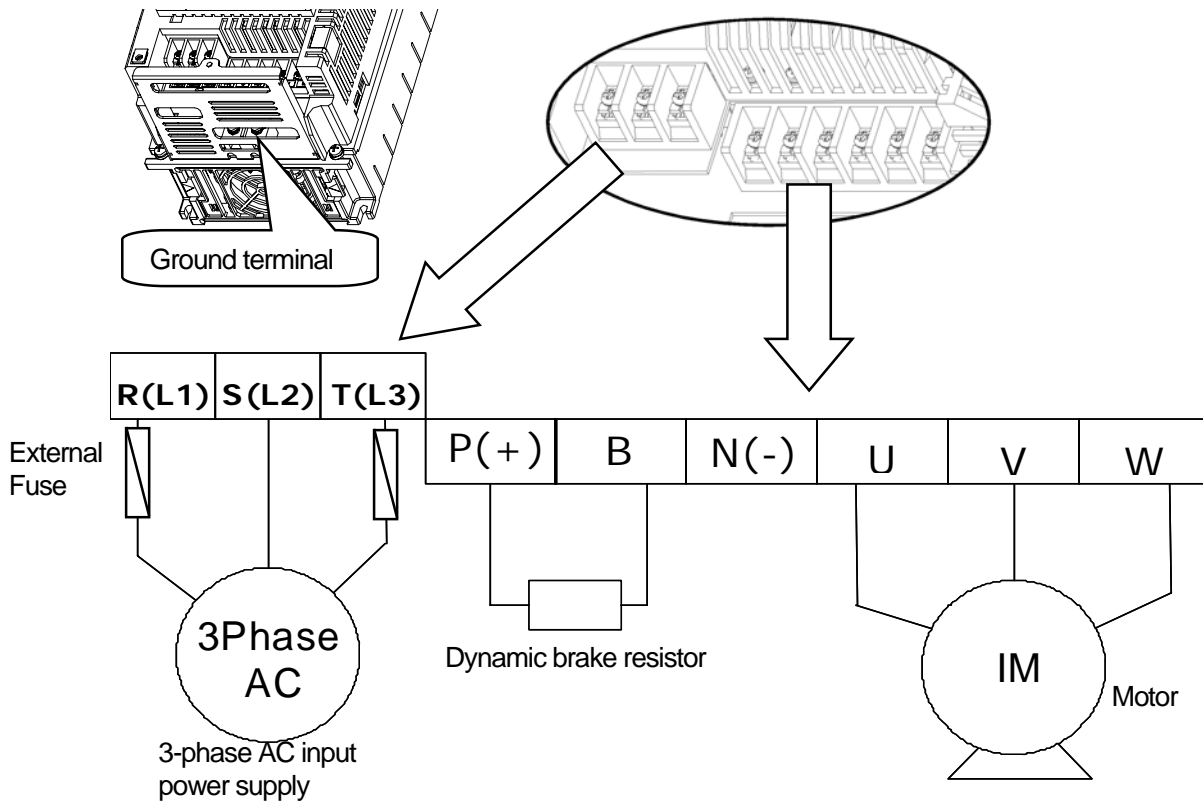 Ground terminal
R(L1) S(L2) T(L3)
External
Fuse
P(+) B N(-) U V W
3Phase
AC
Dynamic brake resistor
IM
Motor
3-phase AC input
power supply